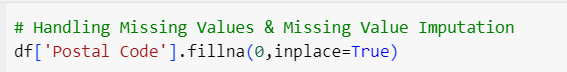 # Handling Missing Values & Missing Value Imputation
df['Postal Code'].fillna(0,inplace=True)